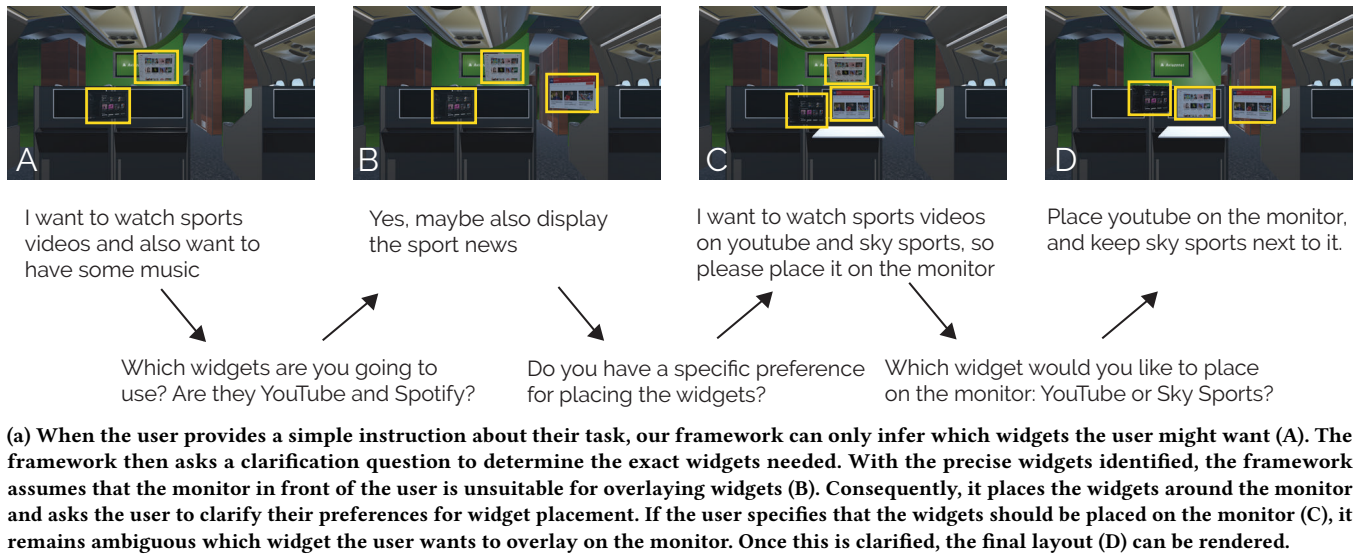 A
B
C
D
I want to watch sports
videos and also want to
have some music
Yes, maybe also display
the sport news
I want to watch sports videos
on youtube and sky sports, so
please place it on the monitor
Place youtube on the monitor,
and keep sky sports next to it.
Which widgets are you going to
use? Are they YouTube and Spotify?
Do you have a specific preference
for placing the widgets?
Which widget would you like to place
on the monitor: YouTube or Sky Sports?
(a) When the user provides a simple instruction about their task, our framework can only infer which widgets the user might want (A). The
framework then asks a clarification question to determine the exact widgets needed. With the precise widgets identified, the framework
assumes that the monitor in front of the user is unsuitable for overlaying widgets (B). Consequently, it places the widgets around the monitor
and asks the user to clarify their preferences for widget placement. If the user specifies that the widgets should be placed on the monitor (C), it
remains ambiguous which widget the user wants to overlay on the monitor. Once this is clarified, the final layout (D) can be rendered.